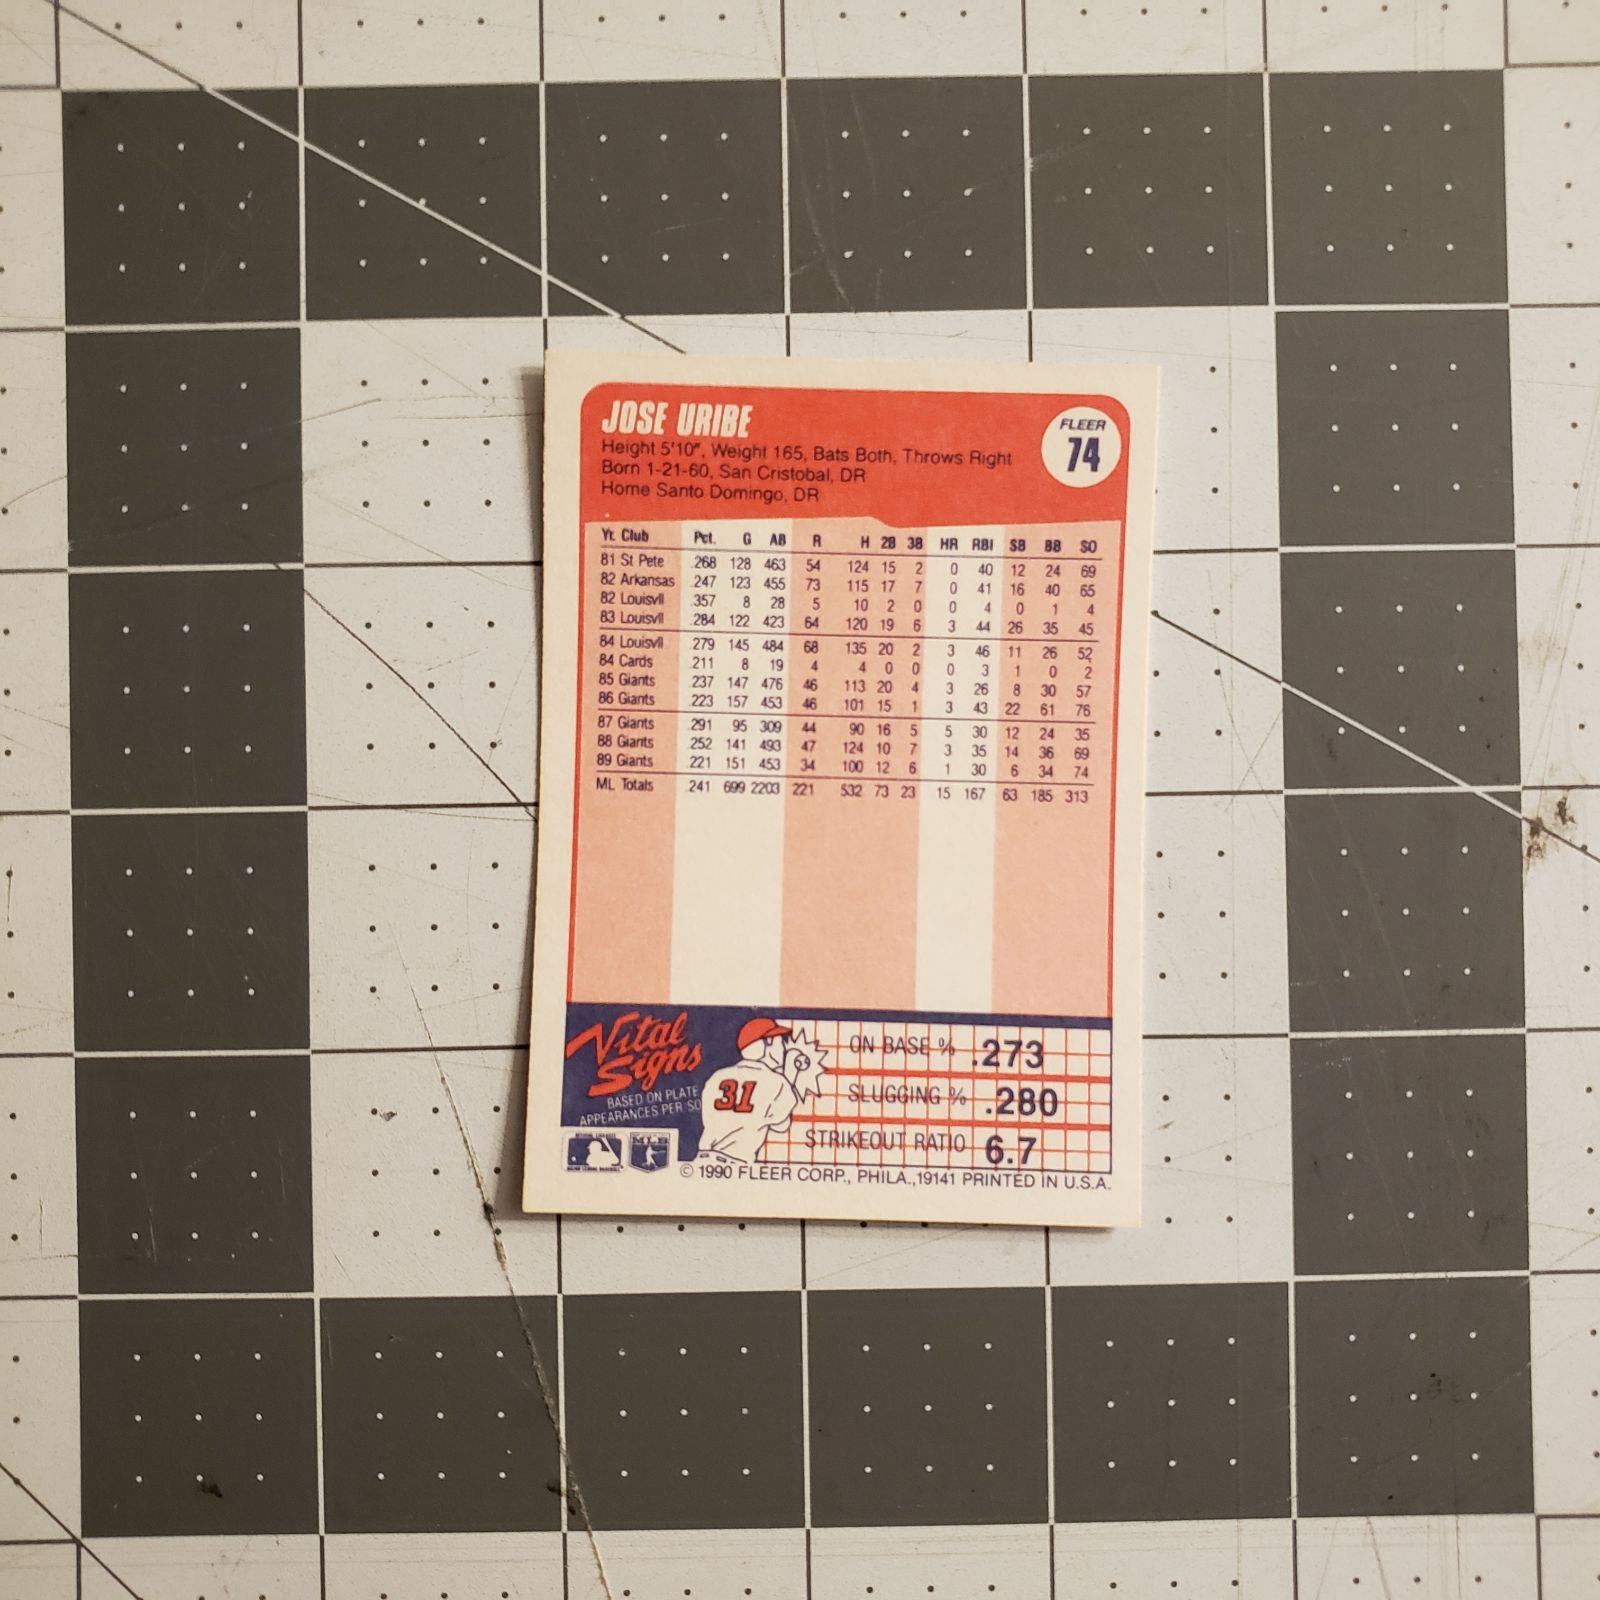 JOSE URIBE
FLEER
74
Height 5'10", Weight 165, Bats Both, Throws Right
Born 1-21-60, San Cristobal, DR
Home Santo Domingo, DR
Yr. Club Pct. G AB R H 2B 3B HR RBI SB BB SO
81 St Pete .268 128 463 54 124 15 2 0 40 12 24 69
82 Arkansas .247 123 455 73 115 17 7 0 41 16 40 65
82 Louisvll .357 8 28 5 10 2 0 0 4 0 1 4
83 Louisvll .284 122 423 64 120 19 6 3 44 26 35 45
84 Louisvll .279 145 484 68 135 20 2 3 46 11 26 52
84 Cards .211 8 19 4 4 0 0 0 3 1 0 2
85 Giants .237 147 476 46 113 20 4 3 26 8 30 57
86 Giants .223 157 453 46 101 15 1 3 43 22 61 76
87 Giants .291 95 309 44 90 16 5 5 30 12 24 35
88 Giants .252 141 493 47 124 10 7 3 35 14 36 69
89 Giants .221 151 453 34 100 12 6 1 30 6 34 74
ML Totals .241 699 2203 221 532 73 23 15 167 63 185 313
Vital
Signs
BASED ON PLATE
APPEARANCES PER SO
31
ON BASE % .273
SLUGGING % .280
STRIKEOUT RATIO 6.7
MLB
© 1990 FLEER CORP., PHILA.,19141 PRINTED IN U.S.A.